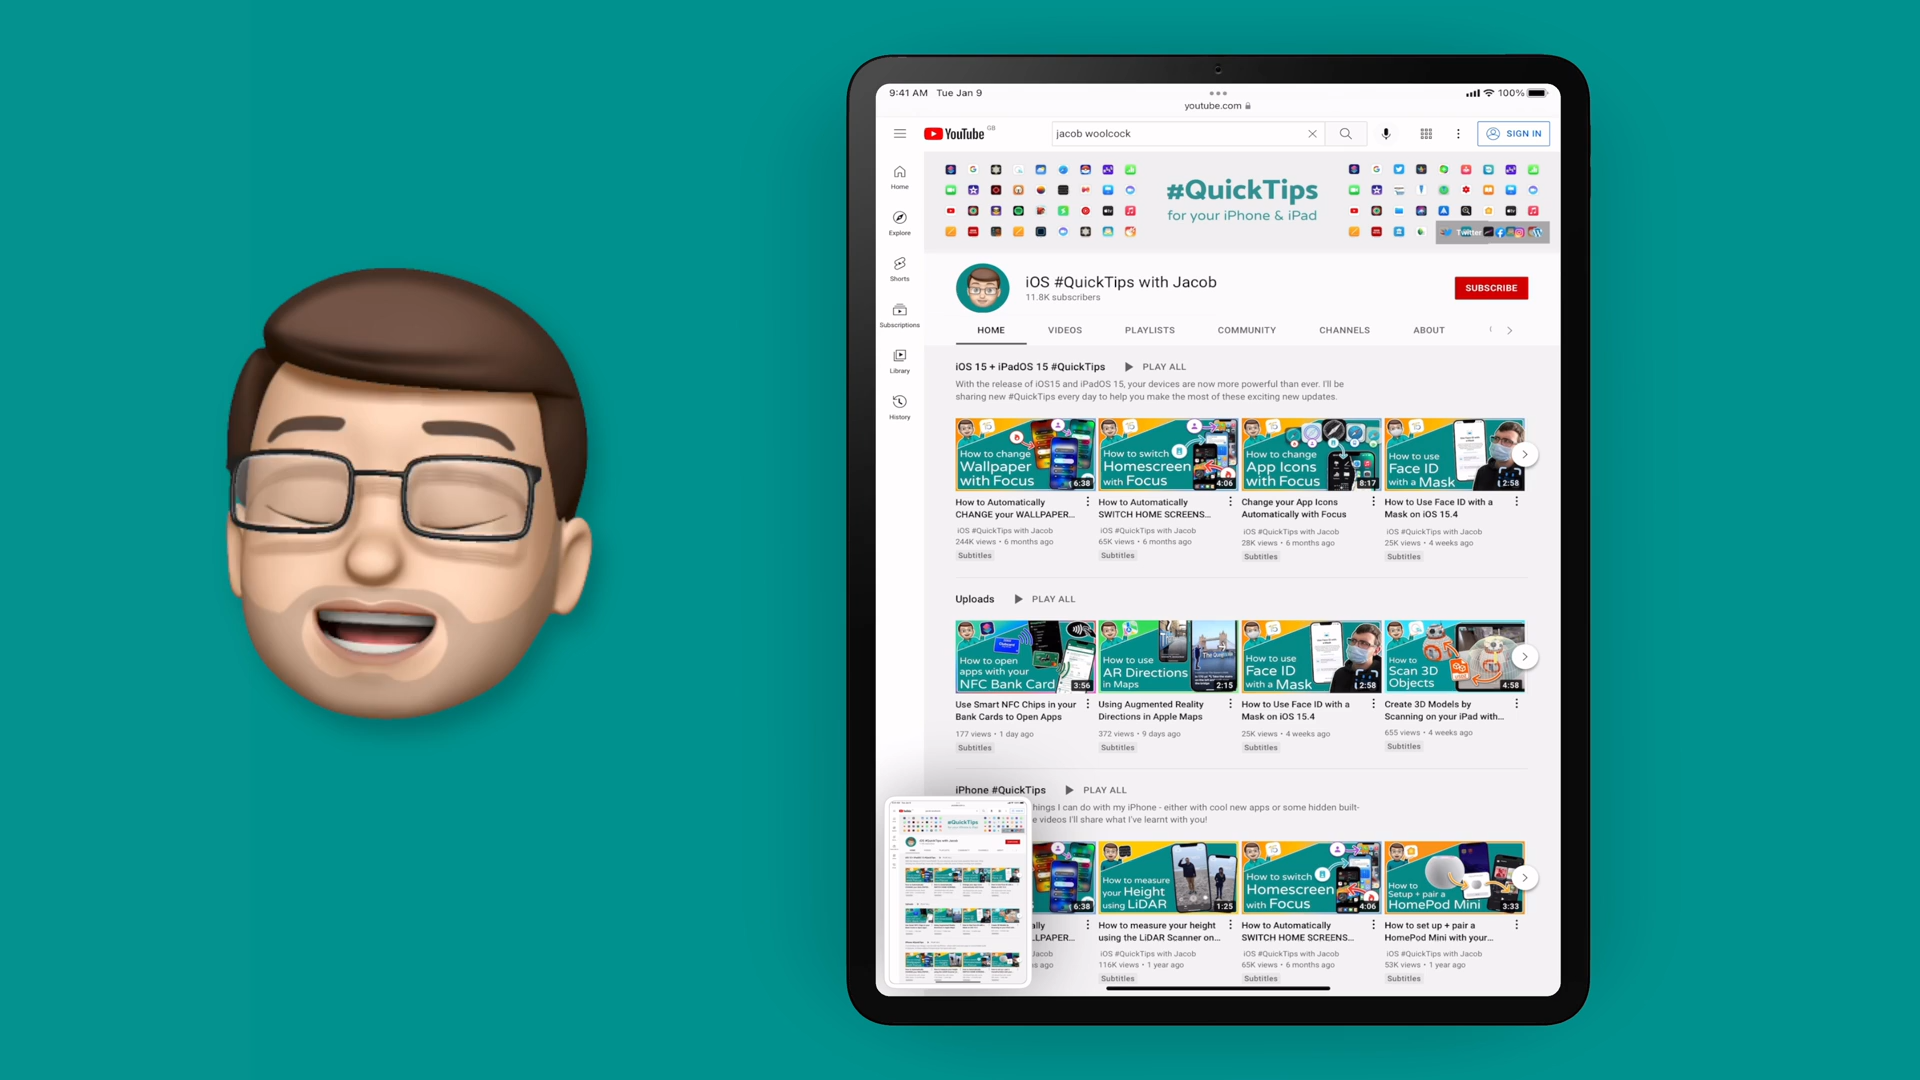 9:41 AM Tue Jan 9
100%
youtube.com
YouTube GB
jacob woolcock
SIGN IN
Home
Explore
Shorts
Subscriptions
Library
History
#QuickTips
for your iPhone & iPad
Twitter
iOS #QuickTips with Jacob
11.8K subscribers
SUBSCRIBE
HOME VIDEOS PLAYLISTS COMMUNITY CHANNELS ABOUT
iOS 15 + iPadOS 15 #QuickTips PLAY ALL
With the release of iOS15 and iPadOS 15, your devices are now more powerful than ever. I'll be
sharing new #QuickTips every day to help you make the most of these exciting new updates.
How to change
Wallpaper
with Focus
6:38
How to switch
Homescreen
with Focus
4:06
How to change
App Icons
with Focus
8:17
How to use
Face ID
with a Mask
2:58
How to Automatically
CHANGE your WALLPAPER...
iOS #QuickTips with Jacob
244K views • 6 months ago
Subtitles
How to Automatically
SWITCH HOME SCREENS...
iOS #QuickTips with Jacob
65K views • 6 months ago
Subtitles
Change your App Icons
Automatically with Focus
iOS #QuickTips with Jacob
28K views • 6 months ago
Subtitles
How to Use Face ID with a
Mask on iOS 15.4
iOS #QuickTips with Jacob
25K views • 4 weeks ago
Subtitles
Uploads PLAY ALL
How to open
apps with your
NFC Bank Card
3:56
How to use
AR Directions
in Maps
2:15
How to use
Face ID
with a Mask
2:58
How to
Scan 3D
Objects
4:58
Use Smart NFC Chips in your
Bank Cards to Open Apps
177 views • 1 day ago
Subtitles
Using Augmented Reality
Directions in Apple Maps
372 views • 9 days ago
Subtitles
How to Use Face ID with a
Mask on iOS 15.4
25K views • 4 weeks ago
Subtitles
Create 3D Models by
Scanning on your iPad with...
655 views • 4 weeks ago
Subtitles
iPhone #QuickTips PLAY ALL
hings I can do with my iPhone - either with cool new apps or some hidden built-
e videos I'll share what I've learnt with you!
6:38
How to measure
your Height
using LiDAR
1:25
How to switch
Homescreen
with Focus
4:06
How to
Setup + pair a
HomePod Mini
3:33
ally
LPAPER...
s ago
How to measure your height
using the LiDAR Scanner on...
iOS #QuickTips with Jacob
116K views • 1 year ago
Subtitles
How to Automatically
SWITCH HOME SCREENS...
iOS #QuickTips with Jacob
65K views • 6 months ago
Subtitles
How to set up + pair a
HomePod Mini with your...
iOS #QuickTips with Jacob
53K views • 1 year ago
Subtitles
#QuickTips